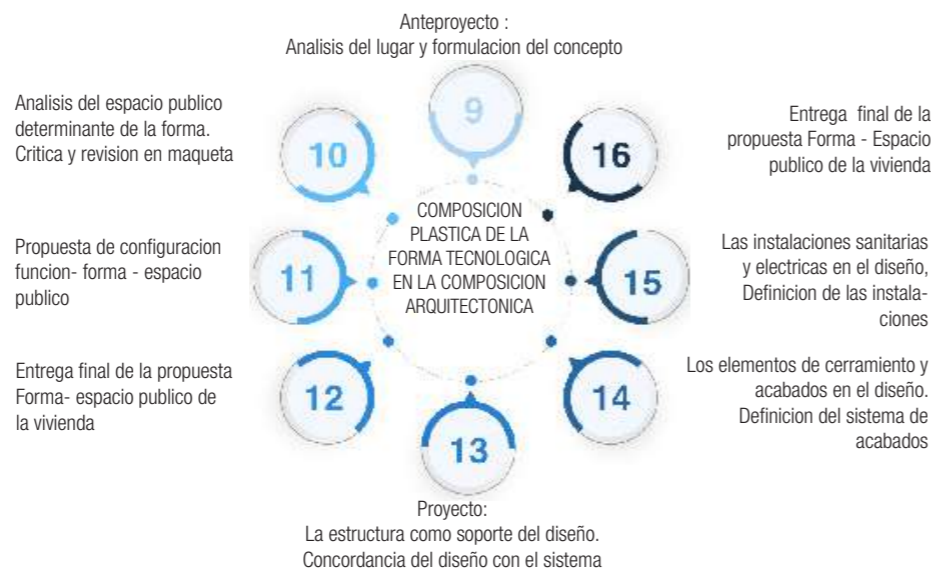 Anteproyecto :
Analisis del lugar y formulacion del concepto
9
Analisis del espacio publico
determinante de la forma.
Critica y revision en maqueta
10
Propuesta de configuracion
funcion- forma - espacio
publico
11
Entrega final de la propuesta
Forma- espacio publico de
la vivienda
12
COMPOSICION
PLASTICA DE LA
FORMA TECNOLOGICA
EN LA COMPOSICION
ARQUITECTONICA
13
Proyecto:
La estructura como soporte del diseño.
Concordancia del diseño con el sistema
14
Los elementos de cerramiento y
acabados en el diseño.
Definicion del sistema de
acabados
15
Las instalaciones sanitarias
y electricas en el diseño,
Definicion de las instala-
ciones
16
Entrega  final de la
propuesta Forma - Espacio
publico de la vivienda